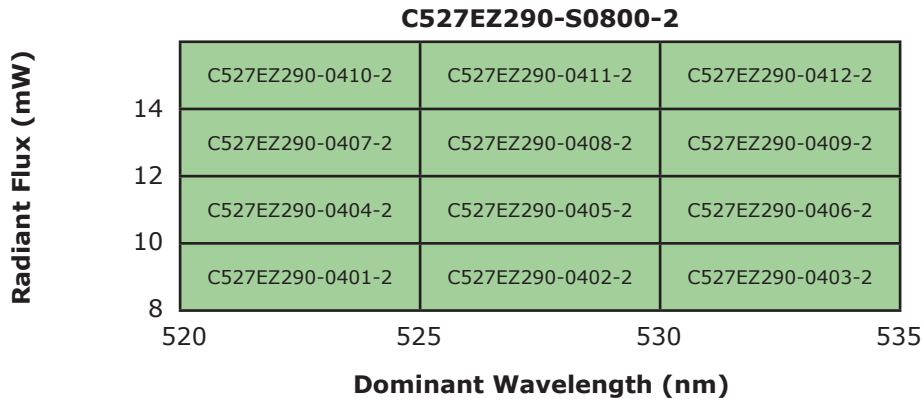 C527EZ290-S0800-2
Radiant Flux (mW)
C527EZ290-0410-2 C527EZ290-0411-2 C527EZ290-0412-2
14
C527EZ290-0407-2 C527EZ290-0408-2 C527EZ290-0409-2
12
C527EZ290-0404-2 C527EZ290-0405-2 C527EZ290-0406-2
10
C527EZ290-0401-2 C527EZ290-0402-2 C527EZ290-0403-2
8
520 525 530 535
Dominant Wavelength (nm)